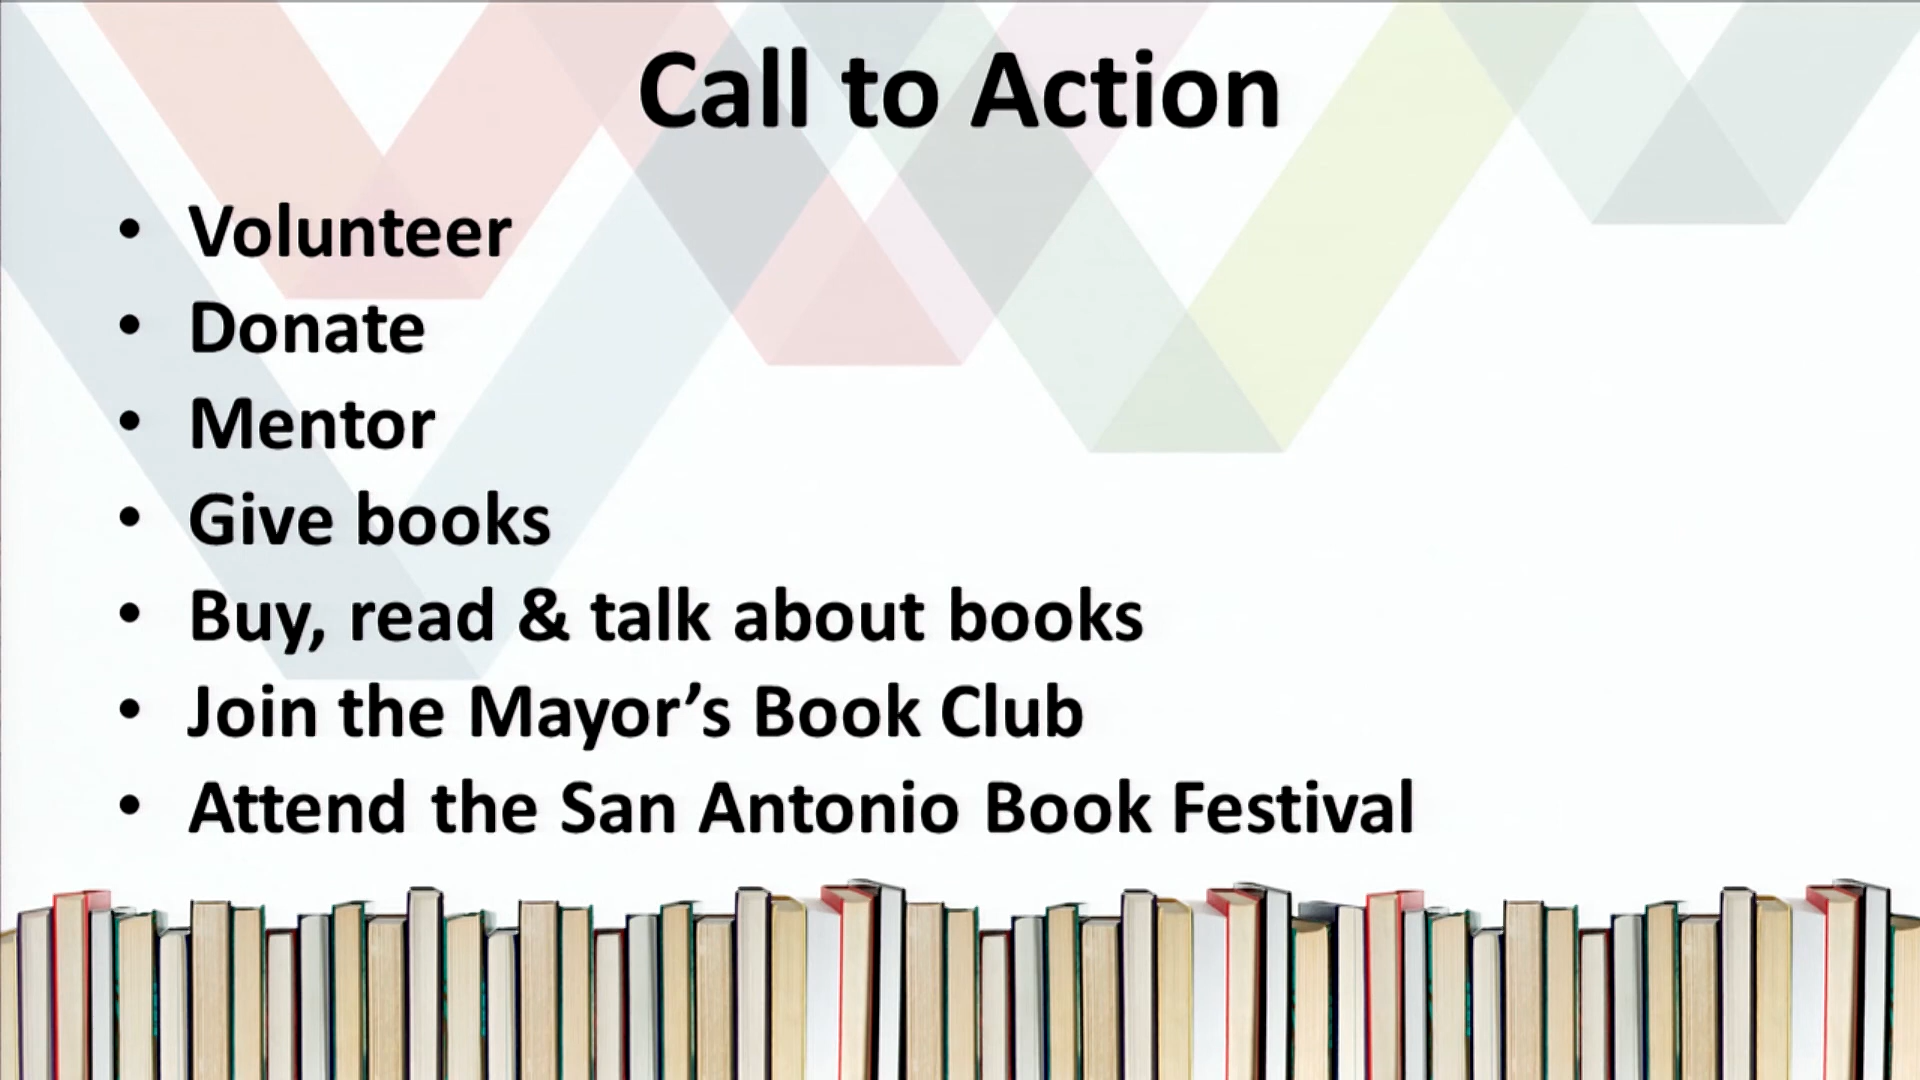 Call to Action
• Volunteer
• Donate
• Mentor
• Give books
• Buy, read & talk about books
• Join the Mayor’s Book Club
• Attend the San Antonio Book Festival